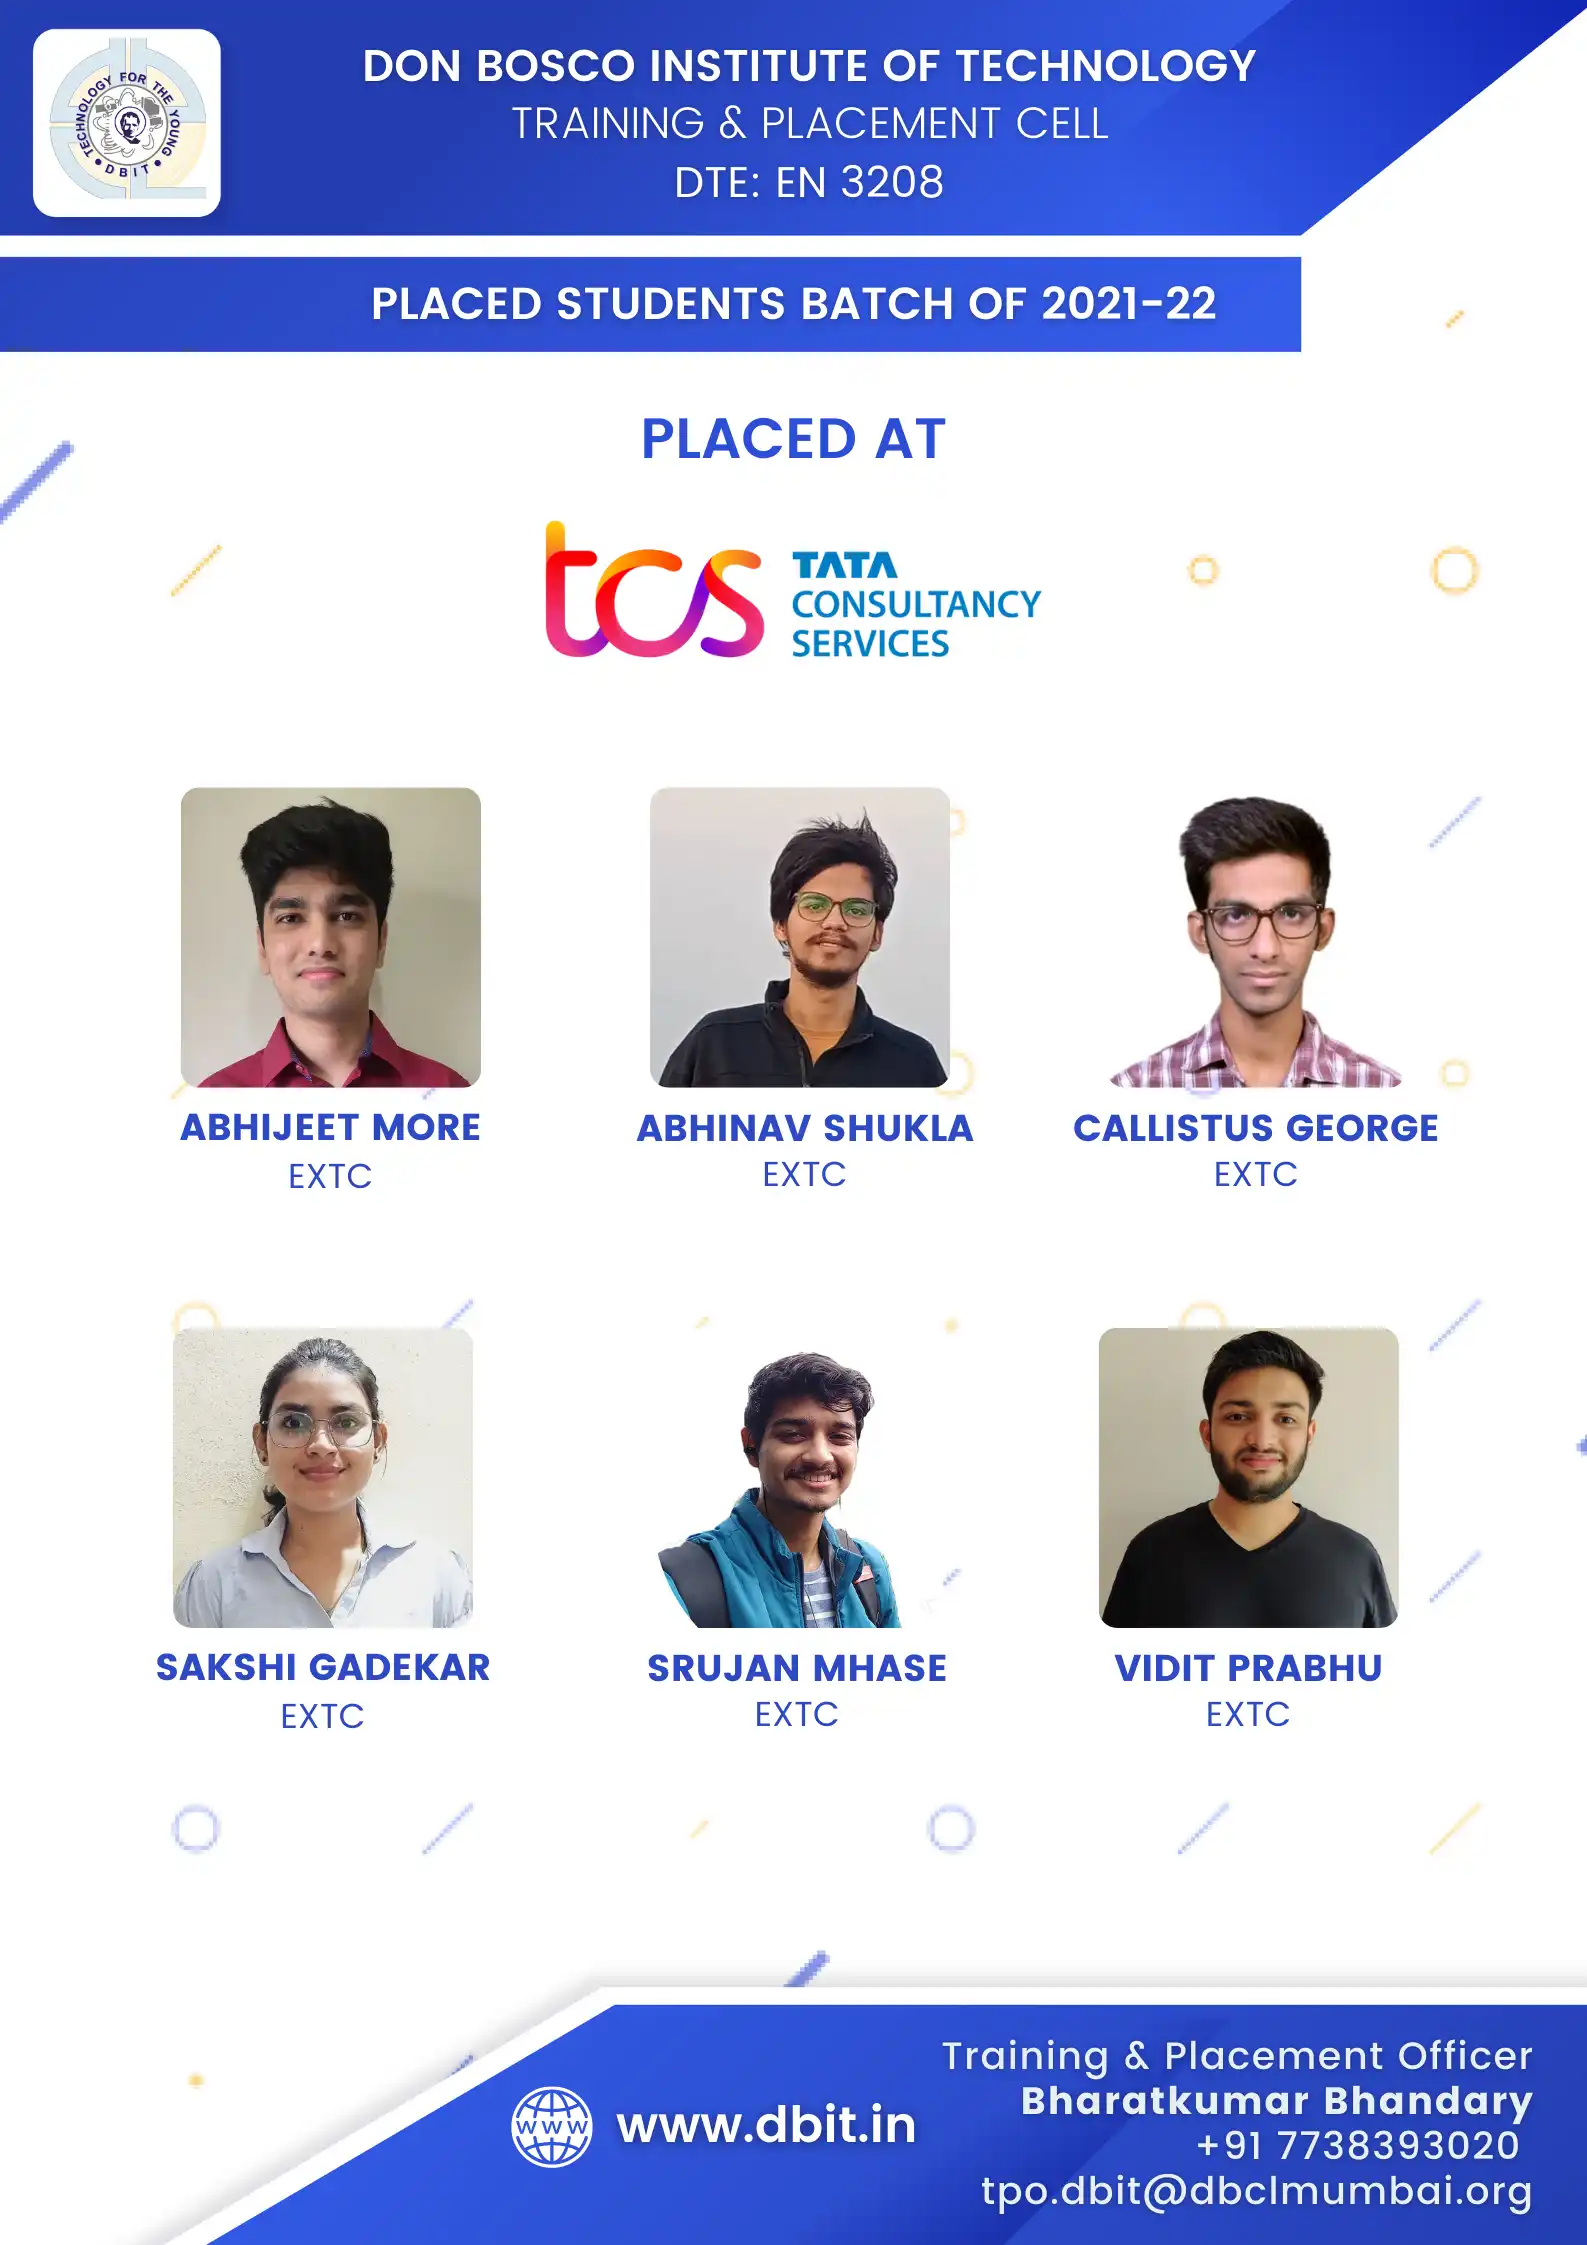 TECHNOLOGY FOR THE YOUNG
DBIT
DON BOSCO INSTITUTE OF TECHNOLOGY
TRAINING & PLACEMENT CELL
DTE: EN 3208
PLACED STUDENTS BATCH OF 2021-22
PLACED AT
tcs
TATA
CONSULTANCY
SERVICES
ABHIJEET MORE
EXTC
ABHINAV SHUKLA
EXTC
CALLISTUS GEORGE
EXTC
SAKSHI GADEKAR
EXTC
SRUJAN MHASE
EXTC
VIDIT PRABHU
EXTC
WWW
www.dbit.in
Training & Placement Officer
Bharatkumar Bhandary
+91 7738393020
tpo.dbit@dbclmumbai.org